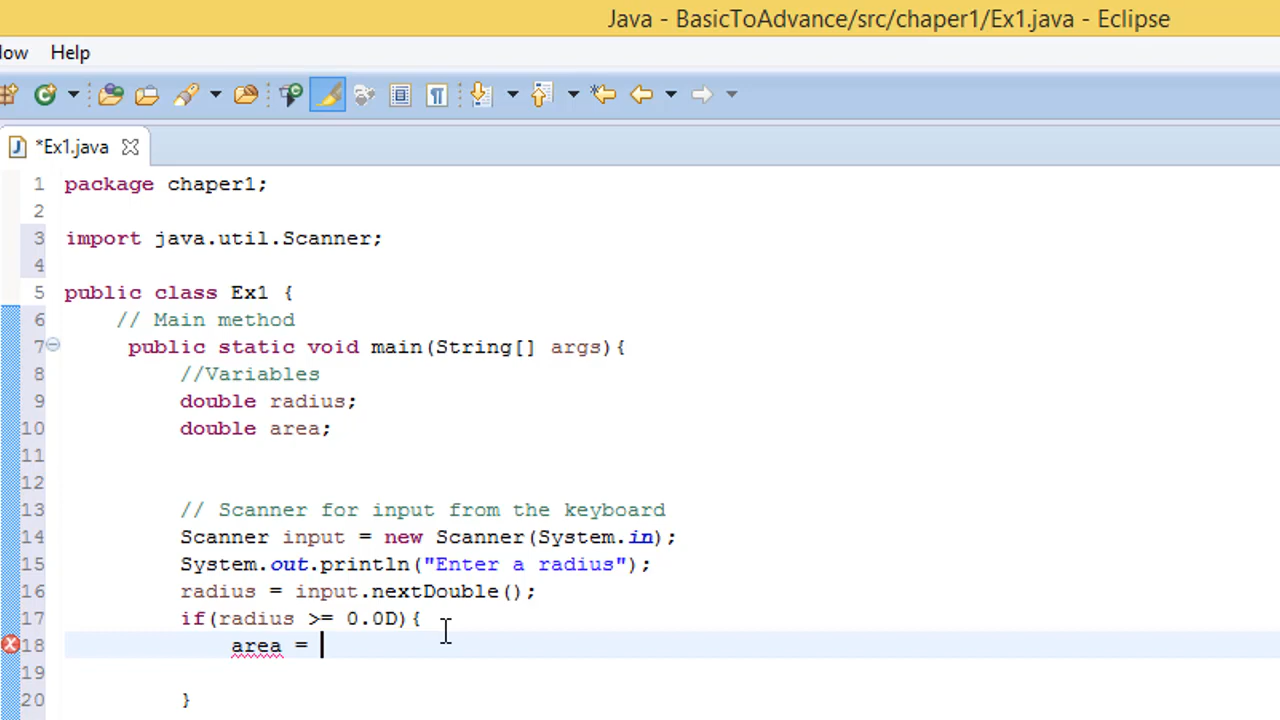 Java - BasicToAdvance/src/chaper1/Ex1.java - Eclipse
Help
*Ex1.java
1 package chaper1;
2
3 import java.util.Scanner;
4
5 public class Ex1 {
6 // Main method
7 public static void main(String[] args){
8 //Variables
9 double radius;
10 double area;
11
12
13 // Scanner for input from the keyboard
14 Scanner input = new Scanner(System.in);
15 System.out.println("Enter a radius");
16 radius = input.nextDouble();
17 if(radius >= 0.0D){
18 area =
19
20 }